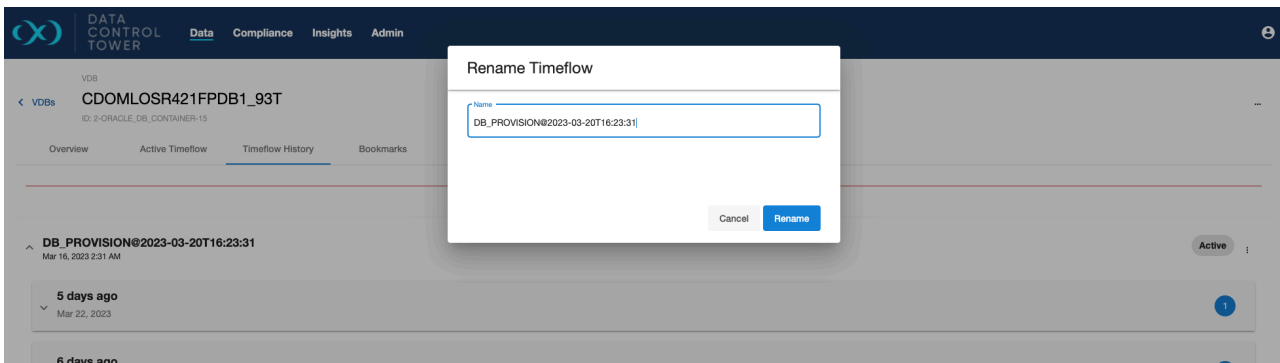 DATA
CONTROL
TOWER
Data Compliance Insights Admin
Rename Timeflow
Name
DB_PROVISION@2023-03-20T16:23:31
Cancel Rename
VDB
VDBs CDOMLOSR421FPDB1_93T ...
ID: 2-ORACLE_DB_CONTAINER-15
Overview Active Timeflow Timeflow History Bookmarks
DB_PROVISION@2023-03-20T16:23:31 Active
Mar 16, 2023 2:31 AM
5 days ago
Mar 22, 2023
1
6 days ago